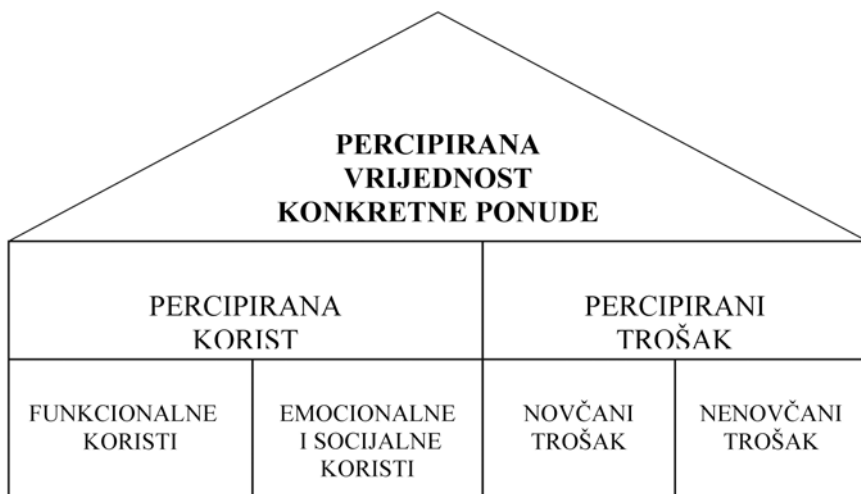 PERCIPIRANA
VRIJEDNOST
KONKRETNE PONUDE
PERCIPIRANA
KORIST
PERCIPIRANI
TROŠAK
FUNKCIONALNE
KORISTI
EMOCIONALNE
I SOCIJALNE
KORISTI
NOVČANI
TROŠAK
NENOVČANI
TROŠAK